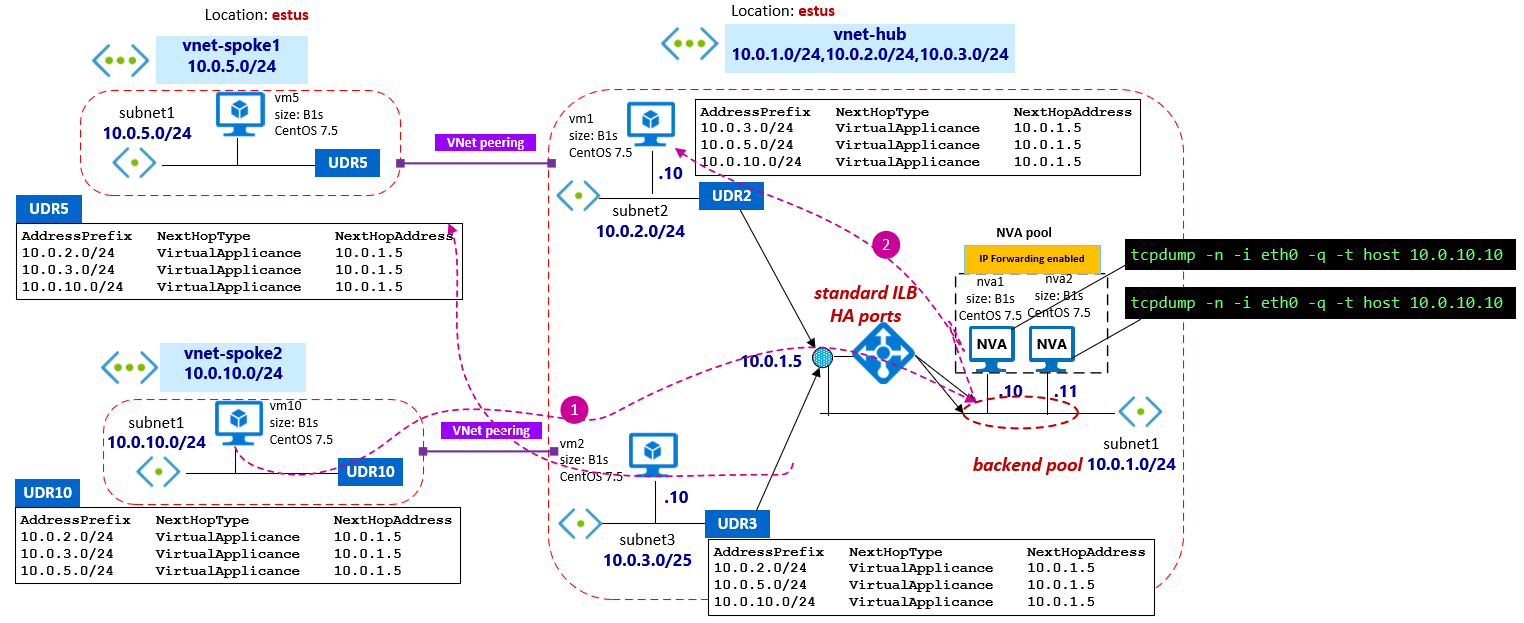 Location: estus
vnet-spoke1
10.0.5.0/24
subnet1
10.0.5.0/24
vm5
size: B1s
CentOS 7.5
UDR5
VNet peering
UDR5
AddressPrefix NextHopType NextHopAddress
10.0.2.0/24 VirtualApplicance 10.0.1.5
10.0.3.0/24 VirtualApplicance 10.0.1.5
10.0.10.0/24 VirtualApplicance 10.0.1.5
vnet-spoke2
10.0.10.0/24
subnet1
10.0.10.0/24
vm10
size: B1s
CentOS 7.5
UDR10
VNet peering
UDR10
AddressPrefix NextHopType NextHopAddress
10.0.2.0/24 VirtualApplicance 10.0.1.5
10.0.3.0/24 VirtualApplicance 10.0.1.5
10.0.5.0/24 VirtualApplicance 10.0.1.5
Location: estus
vnet-hub
10.0.1.0/24,10.0.2.0/24,10.0.3.0/24
vm1
size: B1s
CentOS 7.5
.10
AddressPrefix NextHopType NextHopAddress
10.0.3.0/24 VirtualApplicance 10.0.1.5
10.0.5.0/24 VirtualApplicance 10.0.1.5
10.0.10.0/24 VirtualApplicance 10.0.1.5
UDR2
subnet2
10.0.2.0/24
2
NVA pool
IP Forwarding enabled
nva1
size: B1s
CentOS 7.5
nva2
size: B1s
CentOS 7.5
NVA
NVA
.10
.11
tcpdump -n -i eth0 -q -t host 10.0.10.10
tcpdump -n -i eth0 -q -t host 10.0.10.10
standard ILB
HA ports
10.0.1.5
1
subnet1
10.0.1.0/24
backend pool
vm2
size: B1s
CentOS 7.5
.10
UDR3
subnet3
10.0.3.0/25
AddressPrefix NextHopType NextHopAddress
10.0.2.0/24 VirtualApplicance 10.0.1.5
10.0.5.0/24 VirtualApplicance 10.0.1.5
10.0.10.0/24 VirtualApplicance 10.0.1.5